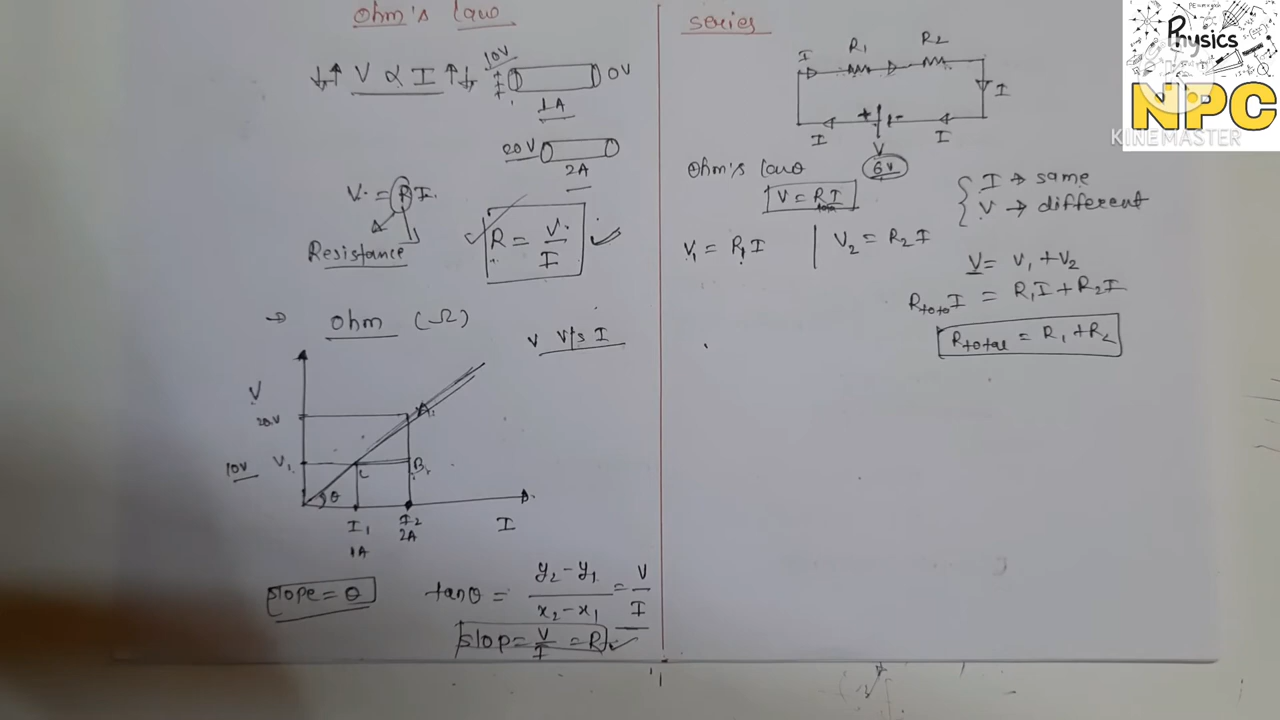 Ohm's Law
↓↑ V ∝ I ↑↓
10V
0V
1A
20V
2A
V = RI
Resistance
R = V/I
→ Ohm (Ω)
V V/s I
V
20V
10V V₁
A
B
C
θ
I₁ I₂
1A 2A
I
slope = θ
tanθ = y₂-y₁/x₂-x₁ = V/I
slop = V/I = R
series
R₁ R₂
I
I
I + - I
V
6V
Ohm's Law
V = RI
I → same
V → different
V₁ = R₁I | V₂ = R₂I
V = V₁ + V₂
R I = R₁I + R₂I
Rtotal = R₁ + R₂
Physics
NPC
KINEMASTER